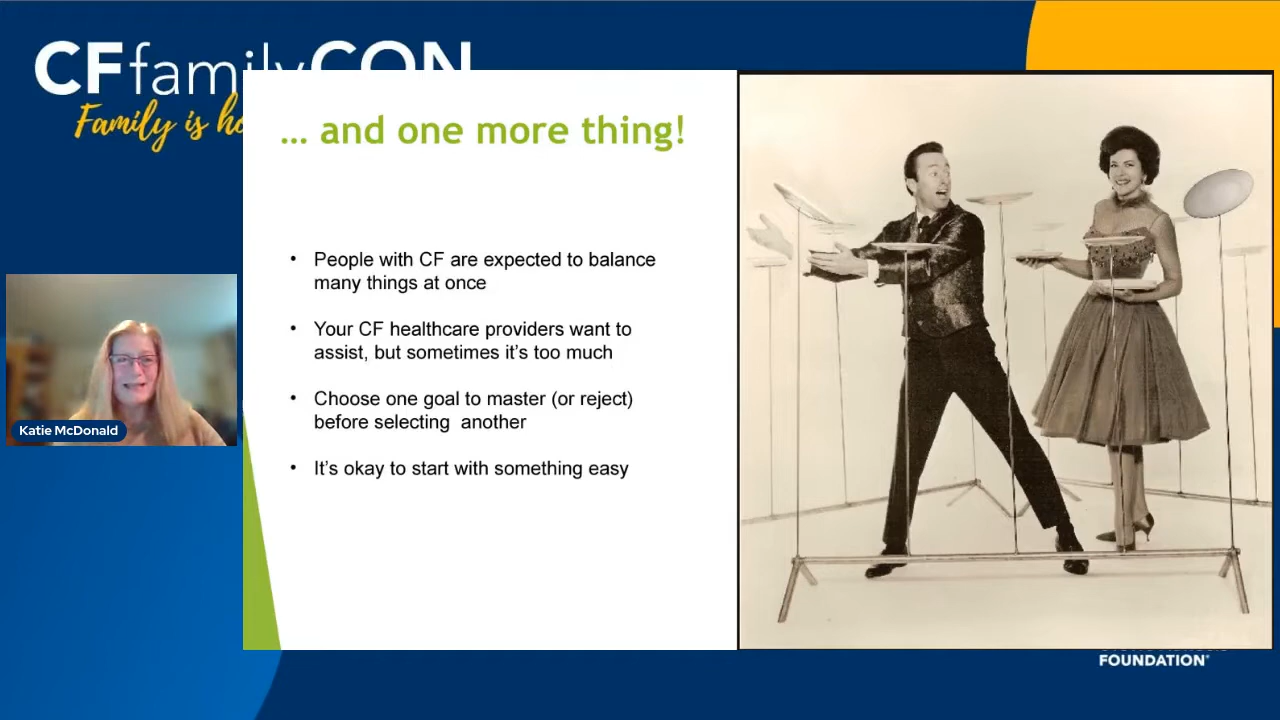 CFfamilyCON
Family is
… and one more thing!
• People with CF are expected to balance
many things at once
• Your CF healthcare providers want to
assist, but sometimes it’s too much
• Choose one goal to master (or reject)
before selecting another
• It’s okay to start with something easy
Katie McDonald
FOUNDATION®